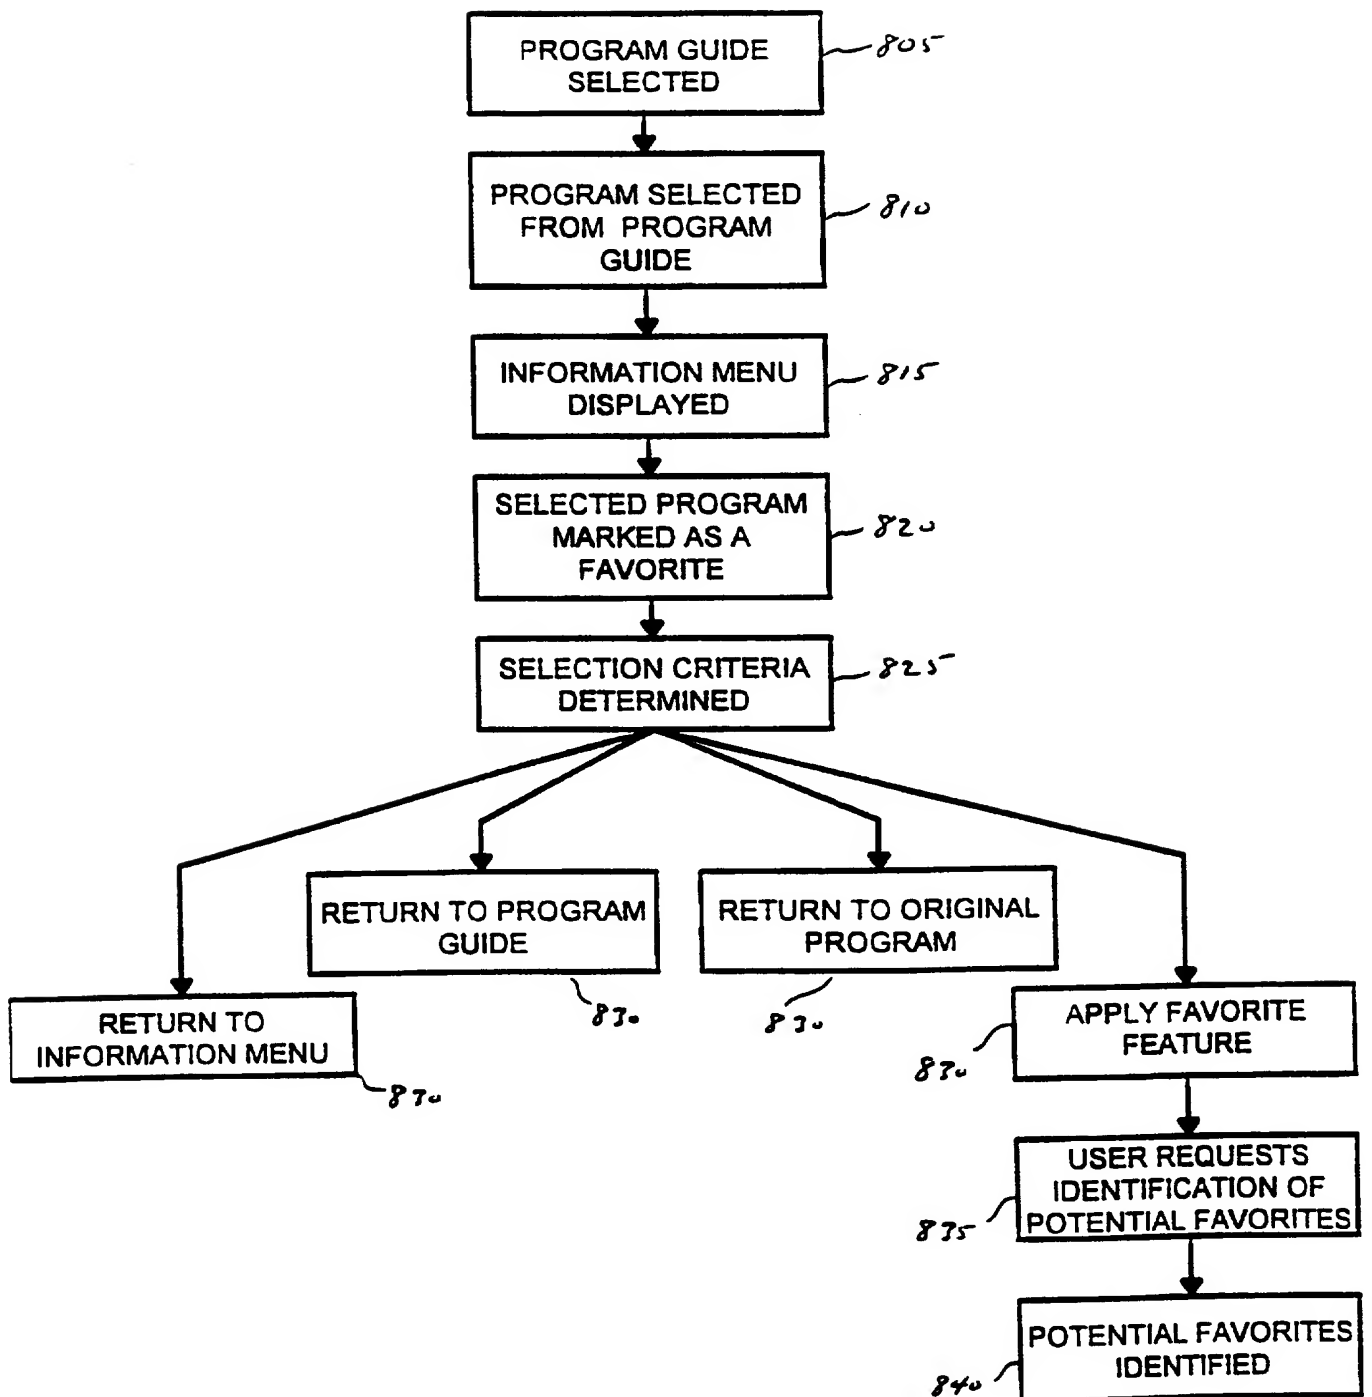 PROGRAM GUIDE
SELECTED
805
PROGRAM SELECTED
FROM PROGRAM
GUIDE
810
INFORMATION MENU
DISPLAYED
815
SELECTED PROGRAM
MARKED AS A
FAVORITE
820
SELECTION CRITERIA
DETERMINED
825
RETURN TO PROGRAM
GUIDE
830
RETURN TO ORIGINAL
PROGRAM
830
RETURN TO
INFORMATION MENU
830
APPLY FAVORITE
FEATURE
830
USER REQUESTS
IDENTIFICATION OF
POTENTIAL FAVORITES
835
POTENTIAL FAVORITES
IDENTIFIED
840